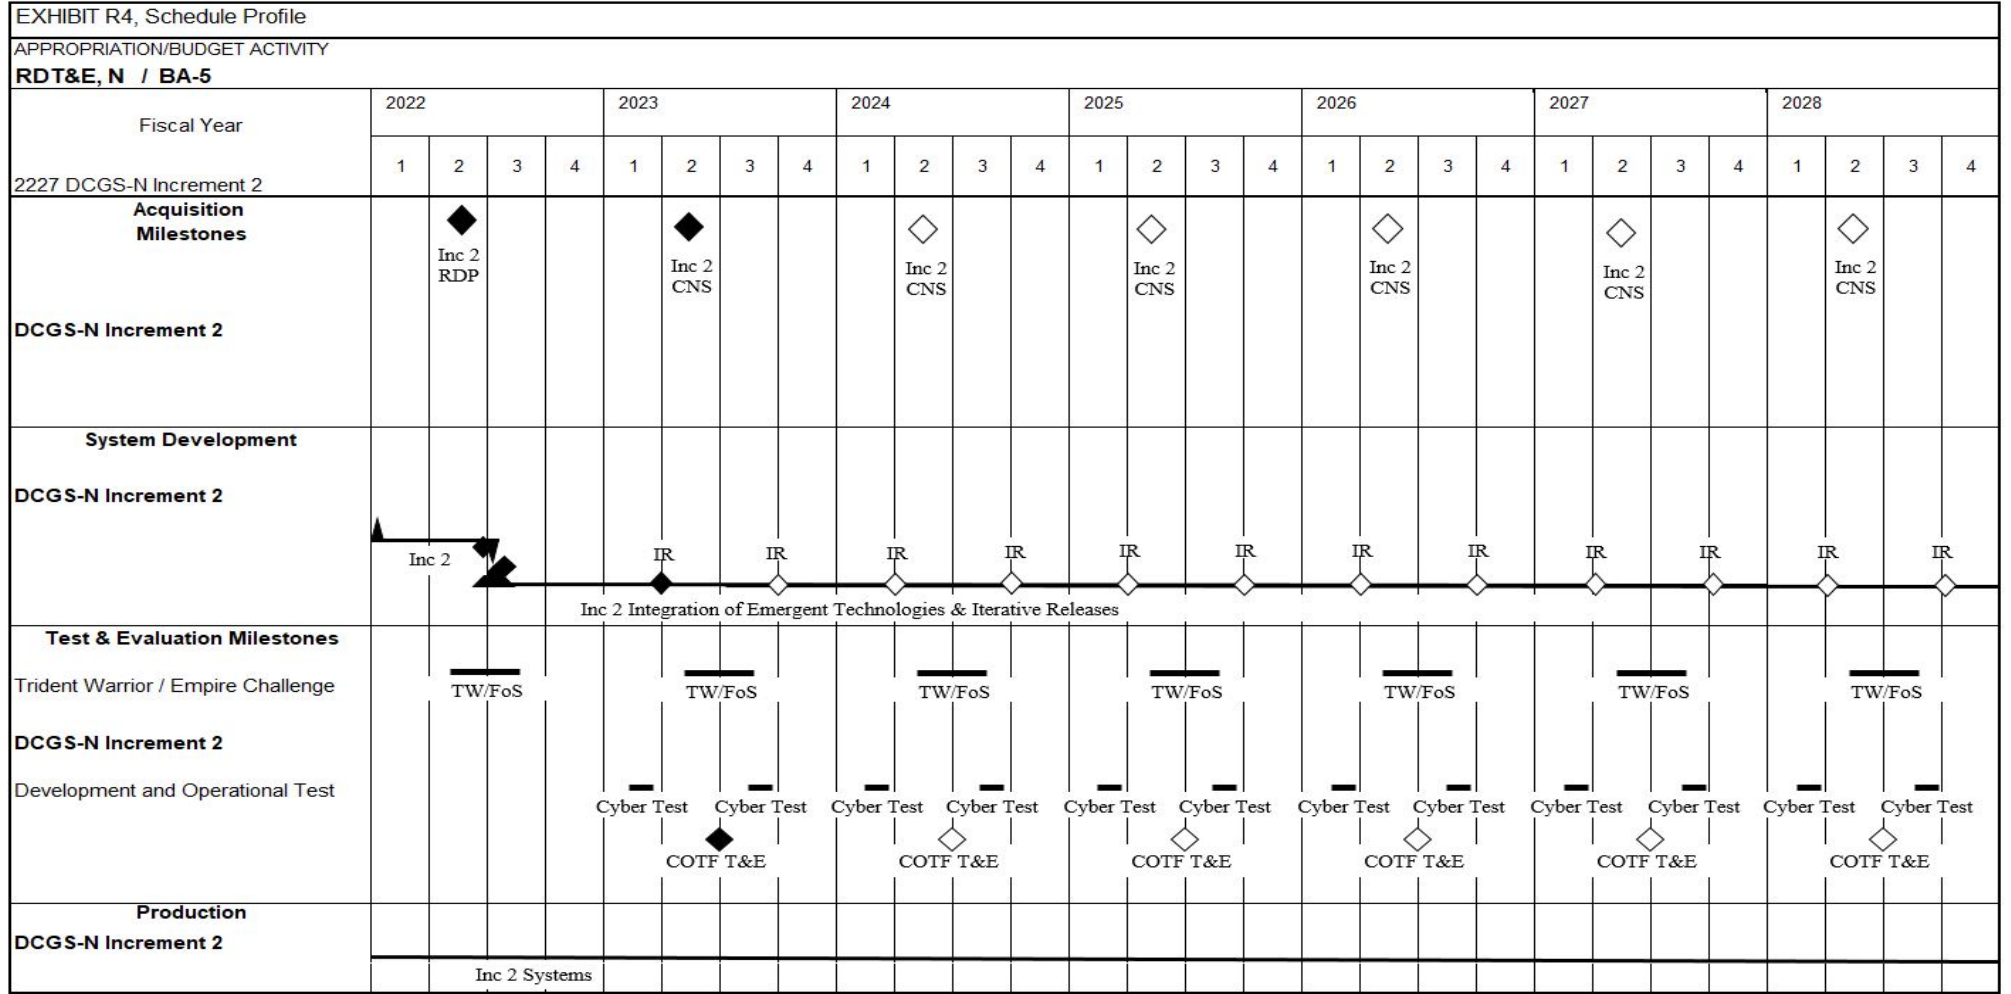 EXHIBIT R4, Schedule Profile
APPROPRIATION/BUDGET ACTIVITY
RDT&E, N / BA-5
Fiscal Year
2022 2023 2024 2025 2026 2027 2028
2227 DCGS-N Increment 2
1 2 3 4 1 2 3 4 1 2 3 4 1 2 3 4 1 2 3 4 1 2 3 4 1 2 3 4
Acquisition
Milestones
Inc 2
RDP
Inc 2
CNS
Inc 2
CNS
Inc 2
CNS
Inc 2
CNS
Inc 2
CNS
Inc 2
CNS
DCGS-N Increment 2
System Development
DCGS-N Increment 2
Inc 2
IR IR IR IR IR IR IR IR IR IR IR IR
Inc 2 Integration of Emergent Technologies & Iterative Releases
Test & Evaluation Milestones
Trident Warrior / Empire Challenge
TW/FoS TW/FoS TW/FoS TW/FoS TW/FoS TW/FoS TW/FoS
DCGS-N Increment 2
Development and Operational Test
Cyber Test Cyber Test Cyber Test Cyber Test Cyber Test Cyber Test Cyber Test Cyber Test Cyber Test Cyber Test Cyber Test Cyber Test
COTF T&E COTF T&E COTF T&E COTF T&E COTF T&E COTF T&E
Production
DCGS-N Increment 2
Inc 2 Systems